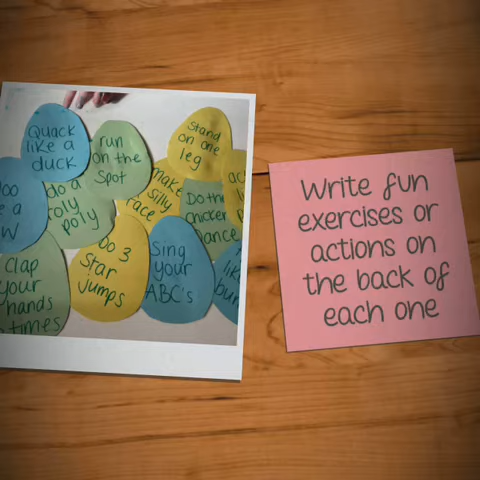 Quack
like a
duck
run
on the
Spot
Stand
on one
leg
do a
roly
poly
make
Silly
Do the
chicken
Clap
your
hands
times
Do 3
Star
jumps
Sing
your
ABC's
Write fun
exercises or
actions on
the back of
each one